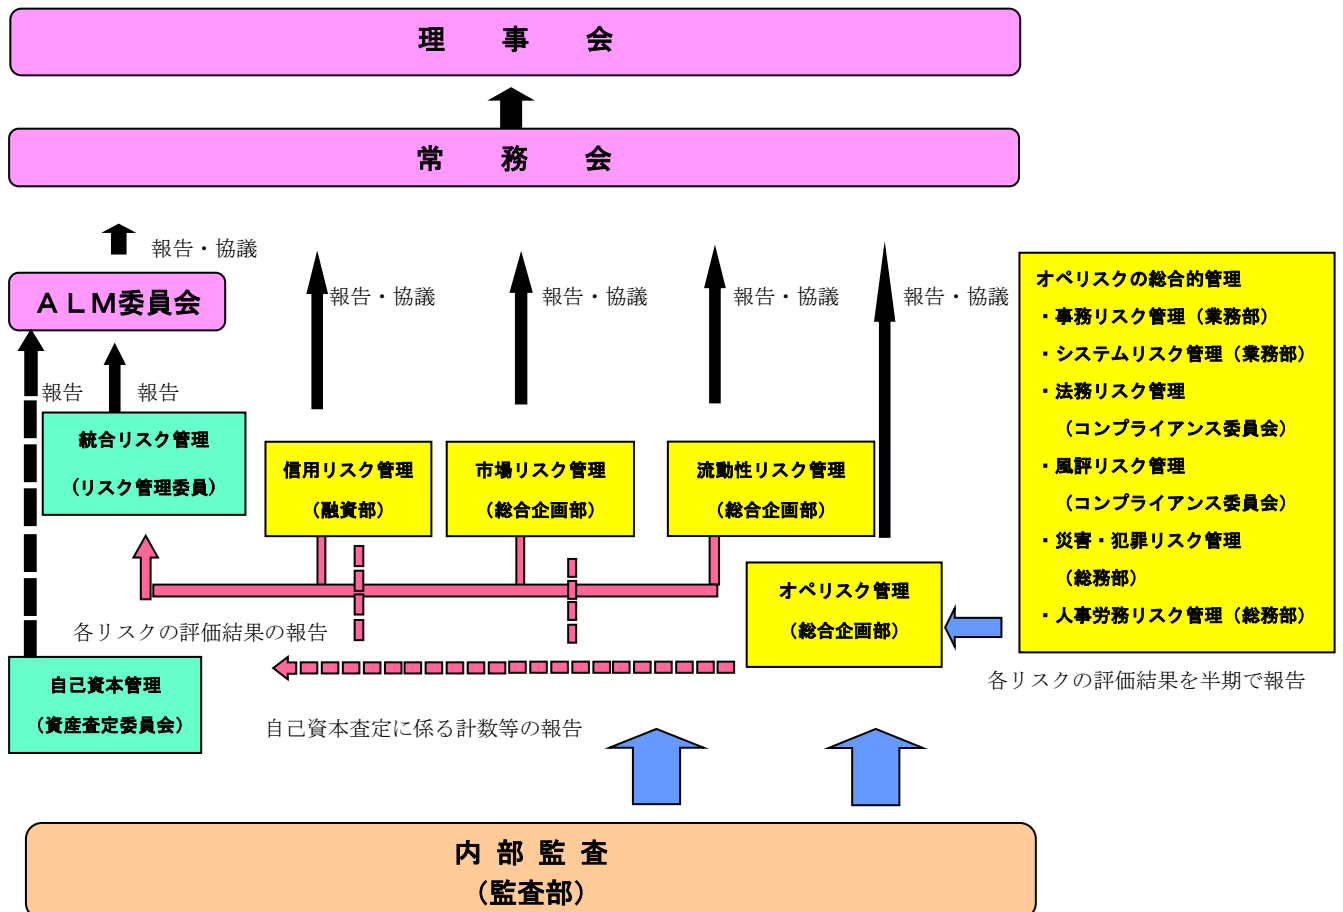 理 事 会
常 務 会
報告・協議
ALM委員会
報告・協議
報告・協議
報告・協議
報告・協議
報告
報告
統合リスク管理
(リスク管理委員)
信用リスク管理
(融資部)
市場リスク管理
(総合企画部)
流動性リスク管理
(総合企画部)
オペリスクの総合的管理
・事務リスク管理(業務部)
・システムリスク管理(業務部)
・法務リスク管理
(コンプライアンス委員会)
・風評リスク管理
(コンプライアンス委員会)
・災害・犯罪リスク管理
(総務部)
・人事労務リスク管理(総務部)
オペリスク管理
(総合企画部)
各リスクの評価結果の報告
各リスクの評価結果を半期で報告
自己資本管理
(資産査定委員会)
自己資本査定に係る計数等の報告
内 部 監 査
(監査部)